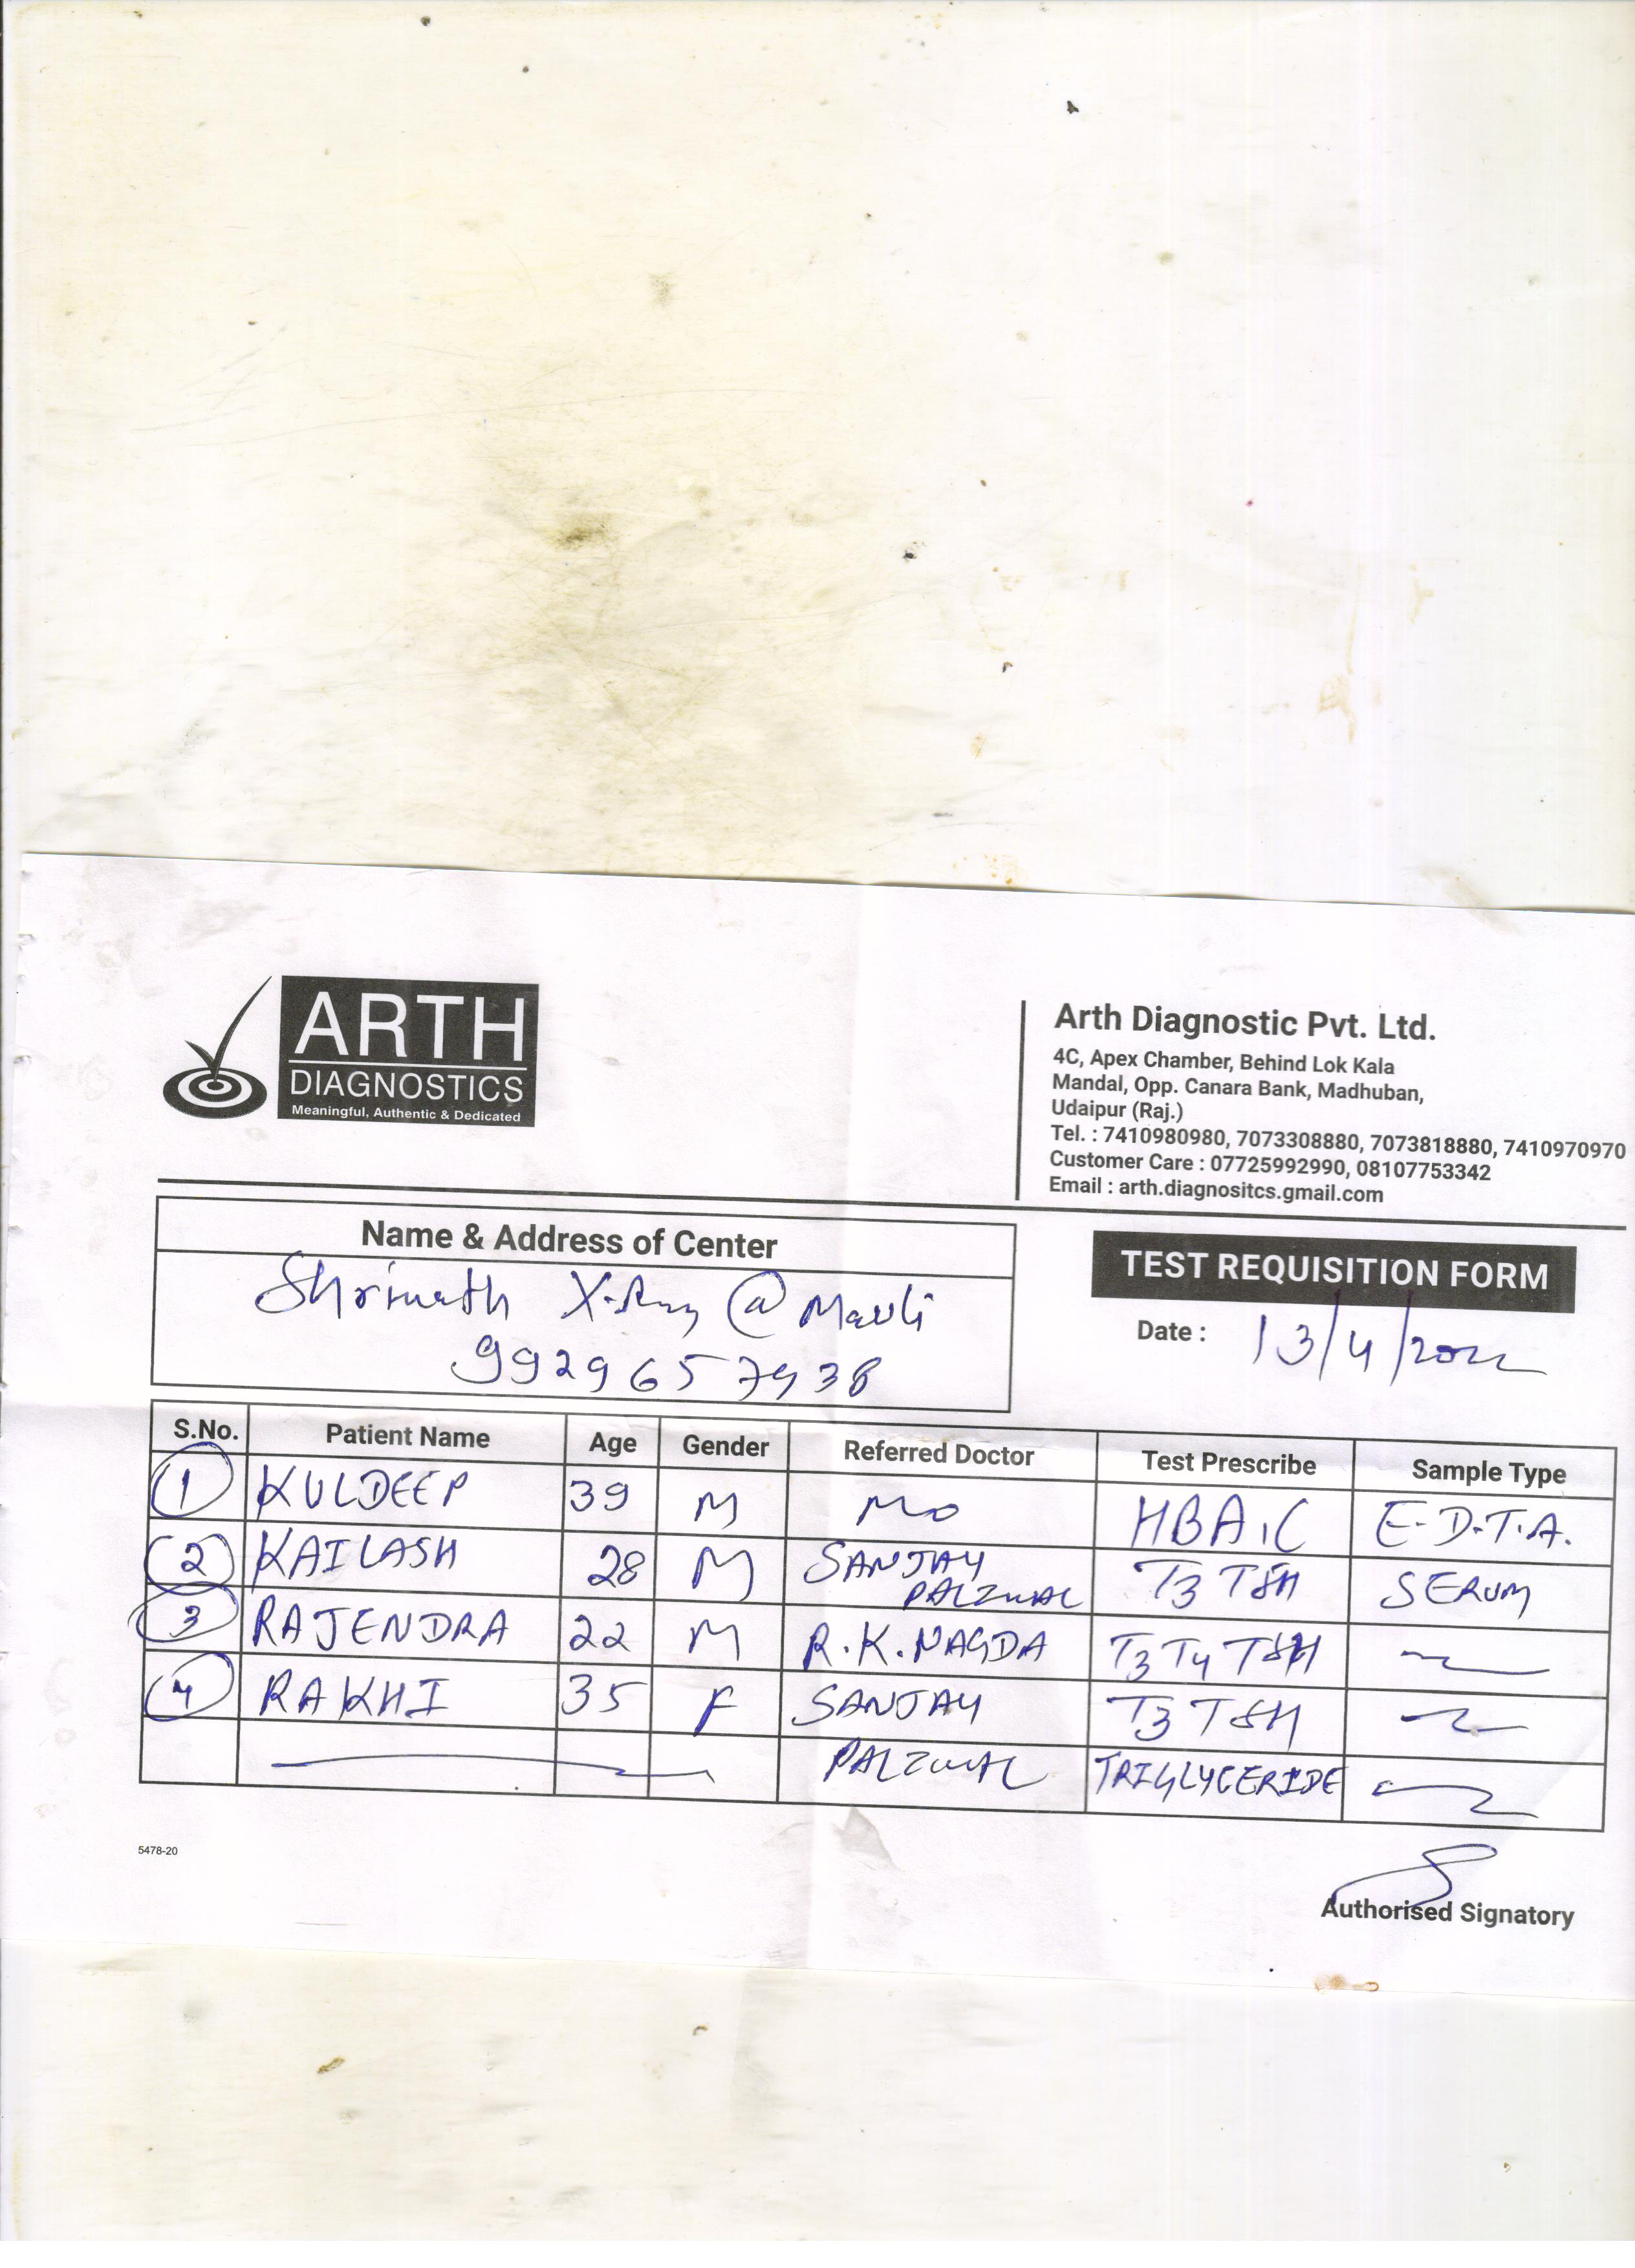 ARTH
DIAGNOSTICS
Meaningful, Authentic & Dedicated
Arth Diagnostic Pvt. Ltd.
4C, Apex Chamber, Behind Lok Kala
Mandal, Opp. Canara Bank, Madhuban,
Udaipur (Raj.)
Tel. : 7410980980, 7073308880, 7073818880, 7410970970
Customer Care : 07725992990, 08107753342
Email : arth.diagnositcs.gmail.com
Name & Address of Center
Shrinath X-Ray @ Mavli
9929657938
TEST REQUISITION FORM
Date : 13/4/2022
S.No. Patient Name Age Gender Referred Doctor Test Prescribe Sample Type
1 KULDEEP 39 M MO HBA1C E.D.T.A.
2 KAILASH 28 M SANJAY PALIWAL T3 TSH SERUM
3 RAJENDRA 22 M R.K.NAGDA T3 T4 TSH
4 RAKHI 35 F SANJAY T3 TSH
PALIWAL TRIGLYCERIDE
5478-20
Authorised Signatory